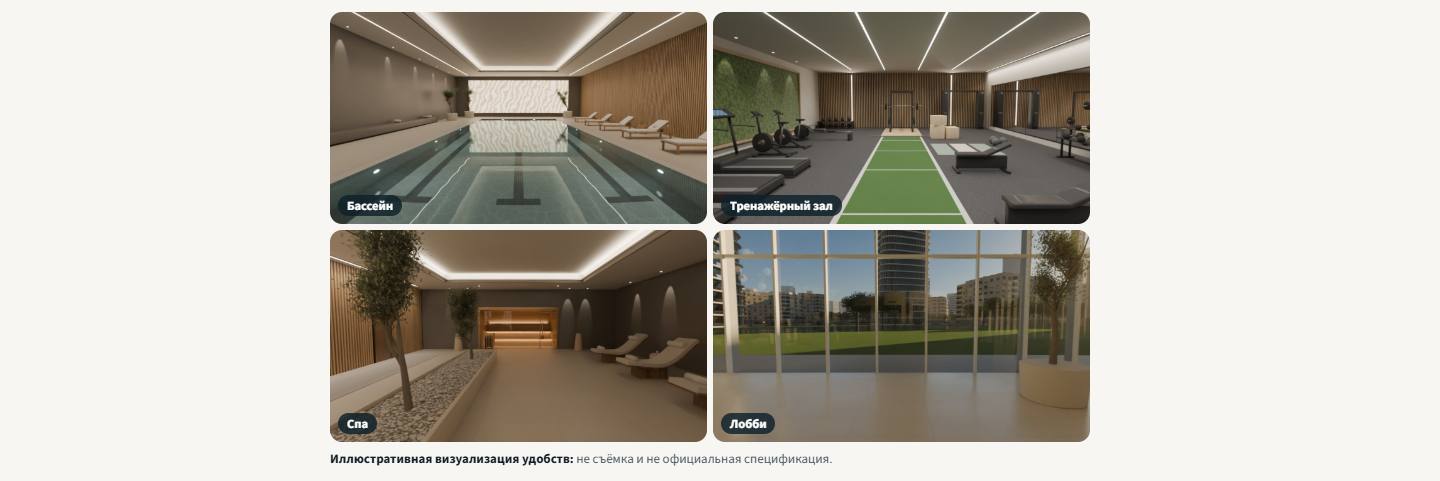 Бассейн
Тренажёрный зал
Спа
Лобби
Иллюстративная визуализация удобств: не съёмка и не официальная спецификация.